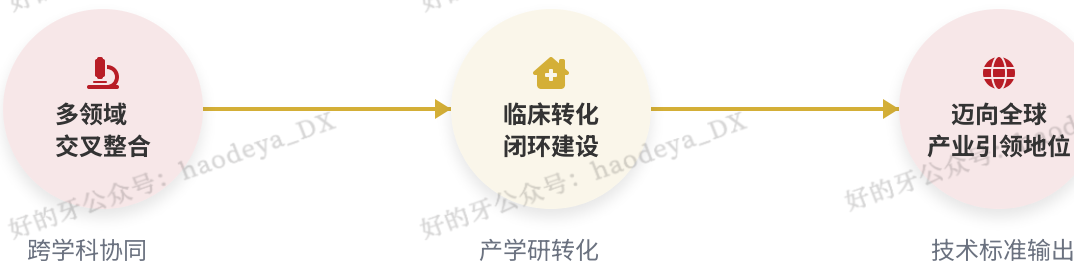 多领域
交叉整合
临床转化
闭环建设
迈向全球
产业引领地位
跨学科协同
产学研转化
技术标准输出
好的牙公众号：haodeya_DX
好的牙公众号：haodeya_DX
好的牙公众号